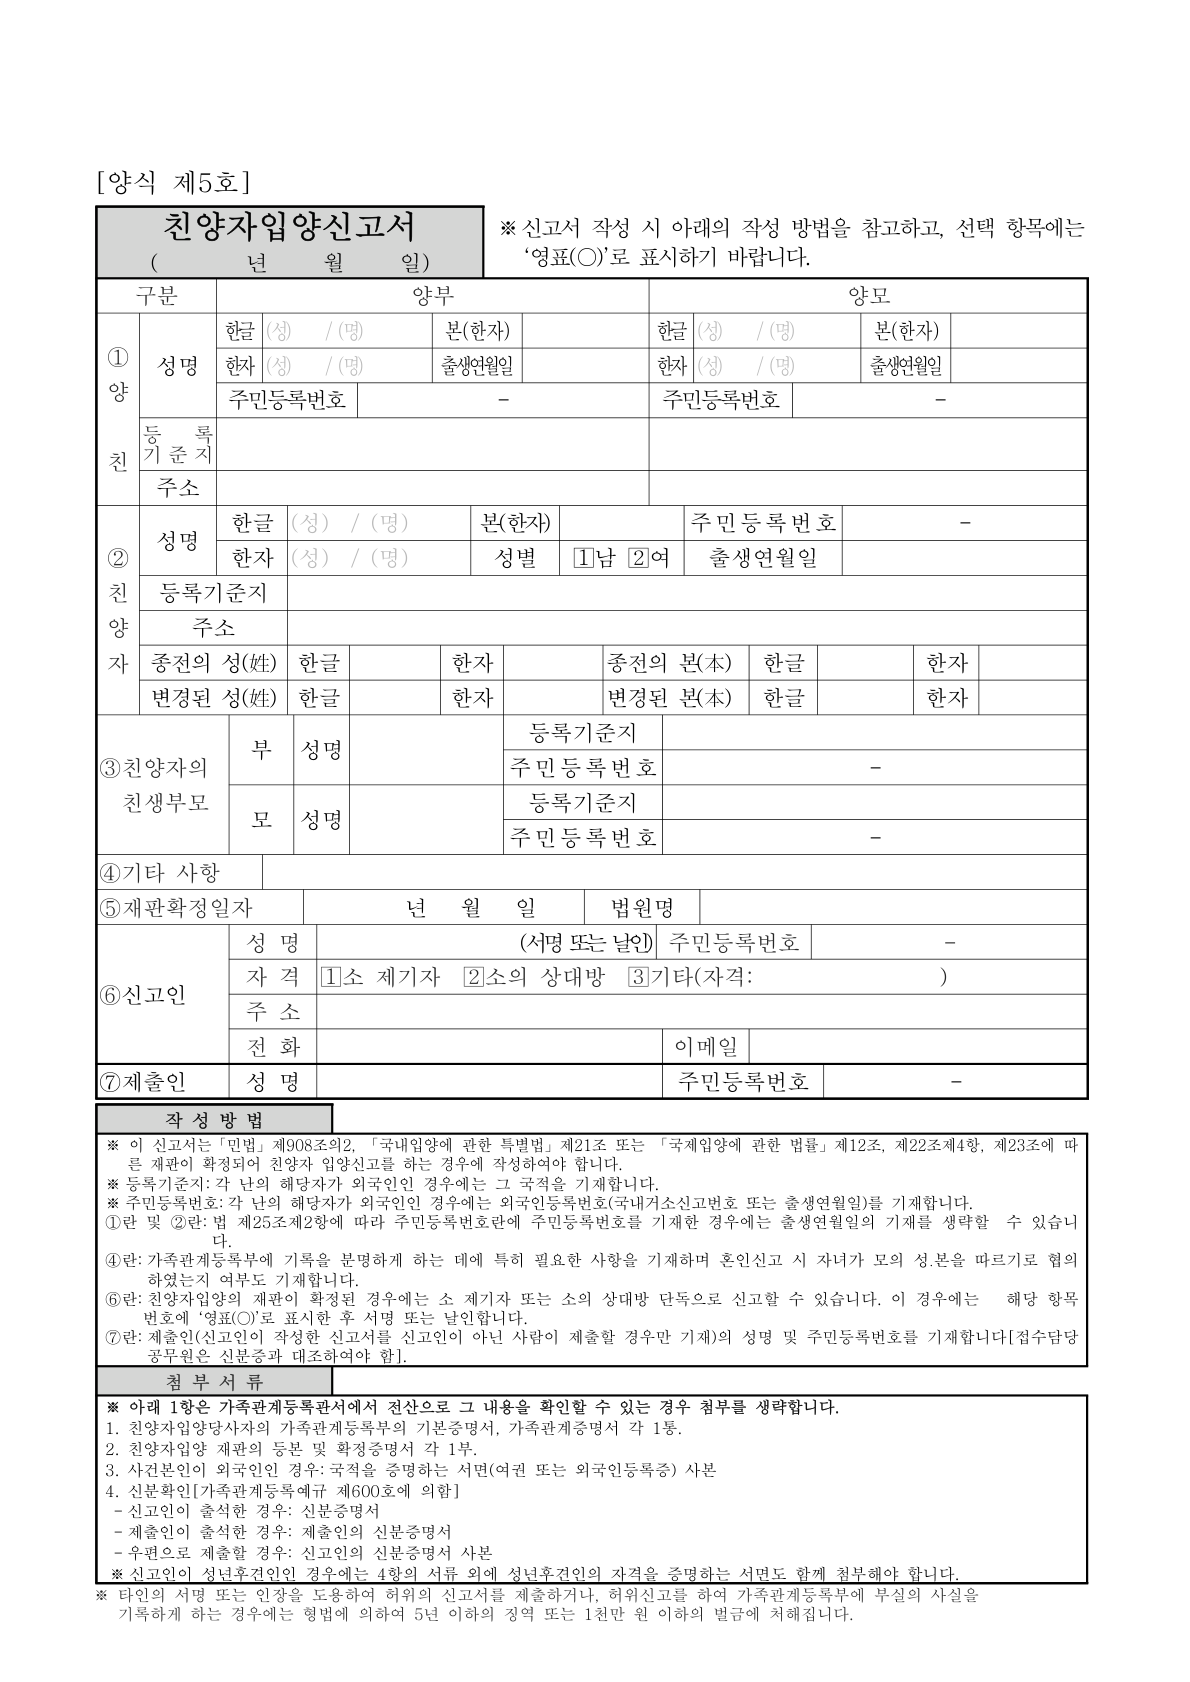 [양식 제5호]
친양자입양신고서
( 년 월 일)
※ 신고서 작성 시 아래의 작성 방법을 참고하고, 선택 항목에는
‘영표(○)’로 표시하기 바랍니다.
구분 양부 양모
①양친
성명 한글 (성) / (명) 본(한자) 한글 (성) / (명) 본(한자)
한자 (성) / (명) 출생연월일 한자 (성) / (명) 출생연월일
주민등록번호 - 주민등록번호 -
등록기준지
주소
②친양자
성명 한글 (성) / (명) 본(한자) 주민등록번호 -
한자 (성) / (명) 성별 1남 2여 출생연월일
등록기준지
주소
종전의 성(姓) 한글 한자 종전의 본(本) 한글 한자
변경된 성(姓) 한글 한자 변경된 본(本) 한글 한자
③친양자의 친생부모
부 성명 등록기준지
주민등록번호 -
모 성명 등록기준지
주민등록번호 -
④기타 사항
⑤재판확정일자 년 월 일 법원명
⑥신고인
성 명 (서명 또는 날인) 주민등록번호 -
자 격 1소 제기자 2소의 상대방 3기타(자격: )
주 소
전 화 이메일
⑦제출인 성 명 주민등록번호 -
작 성 방 법
※ 이 신고서는「민법」제908조의2, 「국내입양에 관한 특별법」제21조 또는 「국제입양에 관한 법률」제12조, 제22조제4항, 제23조에 따
른 재판이 확정되어 친양자 입양신고를 하는 경우에 작성하여야 합니다.
※ 등록기준지: 각 난의 해당자가 외국인인 경우에는 그 국적을 기재합니다.
※ 주민등록번호: 각 난의 해당자가 외국인인 경우에는 외국인등록번호(국내거소신고번호 또는 출생연월일)를 기재합니다.
①란 및 ②란: 법 제25조제2항에 따라 주민등록번호란에 주민등록번호를 기재한 경우에는 출생연월일의 기재를 생략할 수 있습니
다.
④란: 가족관계등록부에 기록을 분명하게 하는 데에 특히 필요한 사항을 기재하며 혼인신고 시 자녀가 모의 성.본을 따르기로 협의
하였는지 여부도 기재합니다.
⑥란: 친양자입양의 재판이 확정된 경우에는 소 제기자 또는 소의 상대방 단독으로 신고할 수 있습니다. 이 경우에는 해당 항목
번호에 ‘영표(○)’로 표시한 후 서명 또는 날인합니다.
⑦란: 제출인(신고인이 작성한 신고서를 신고인이 아닌 사람이 제출할 경우만 기재)의 성명 및 주민등록번호를 기재합니다[접수담당
공무원은 신분증과 대조하여야 함].
첨 부 서 류
※ 아래 1항은 가족관계등록관서에서 전산으로 그 내용을 확인할 수 있는 경우 첨부를 생략합니다.
1. 친양자입양당사자의 가족관계등록부의 기본증명서, 가족관계증명서 각 1통.
2. 친양자입양 재판의 등본 및 확정증명서 각 1부.
3. 사건본인이 외국인인 경우: 국적을 증명하는 서면(여권 또는 외국인등록증) 사본
4. 신분확인[가족관계등록예규 제600호에 의함]
- 신고인이 출석한 경우: 신분증명서
- 제출인이 출석한 경우: 제출인의 신분증명서
- 우편으로 제출할 경우: 신고인의 신분증명서 사본
※ 신고인이 성년후견인인 경우에는 4항의 서류 외에 성년후견인의 자격을 증명하는 서면도 함께 첨부해야 합니다.
※ 타인의 서명 또는 인장을 도용하여 허위의 신고서를 제출하거나, 허위신고를 하여 가족관계등록부에 부실의 사실을
기록하게 하는 경우에는 형법에 의하여 5년 이하의 징역 또는 1천만 원 이하의 벌금에 처해집니다.